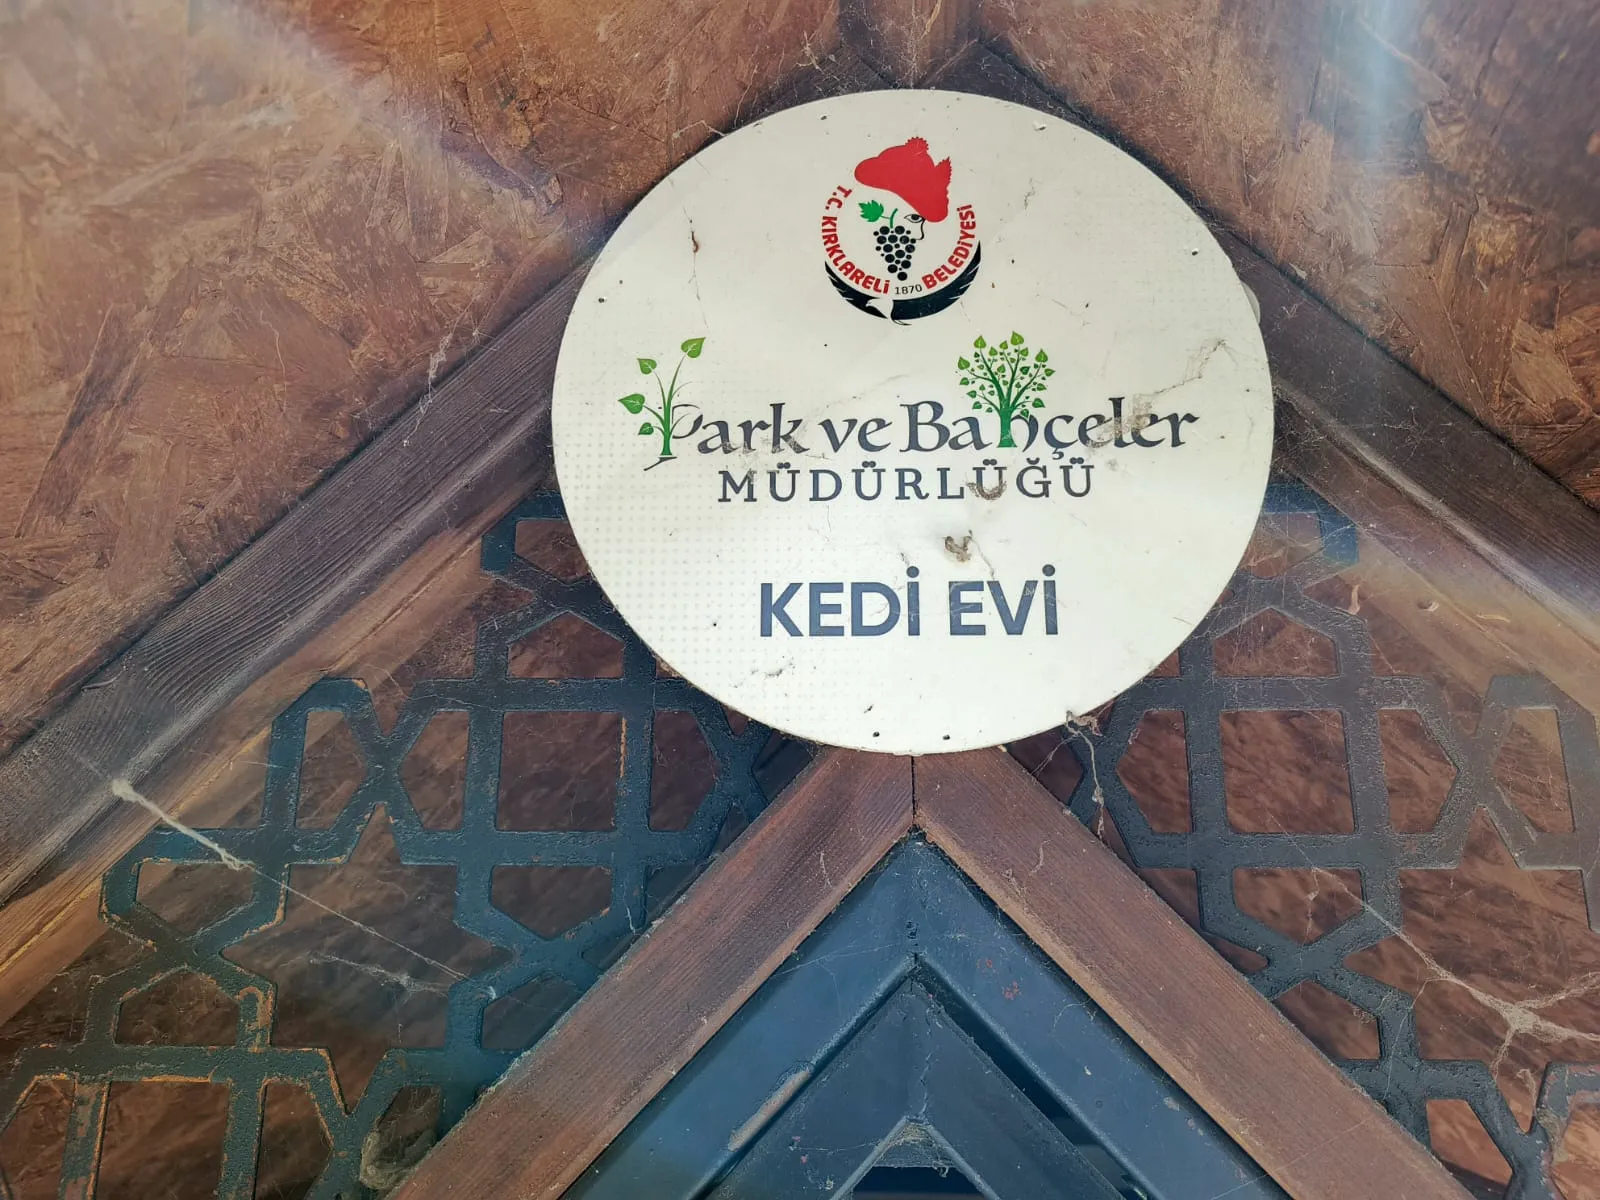 T.C. KIRKLARELİ BELEDİYESİ
1870
Park ve Bahçeler
MÜDÜRLÜĞÜ
KEDİ EVİ